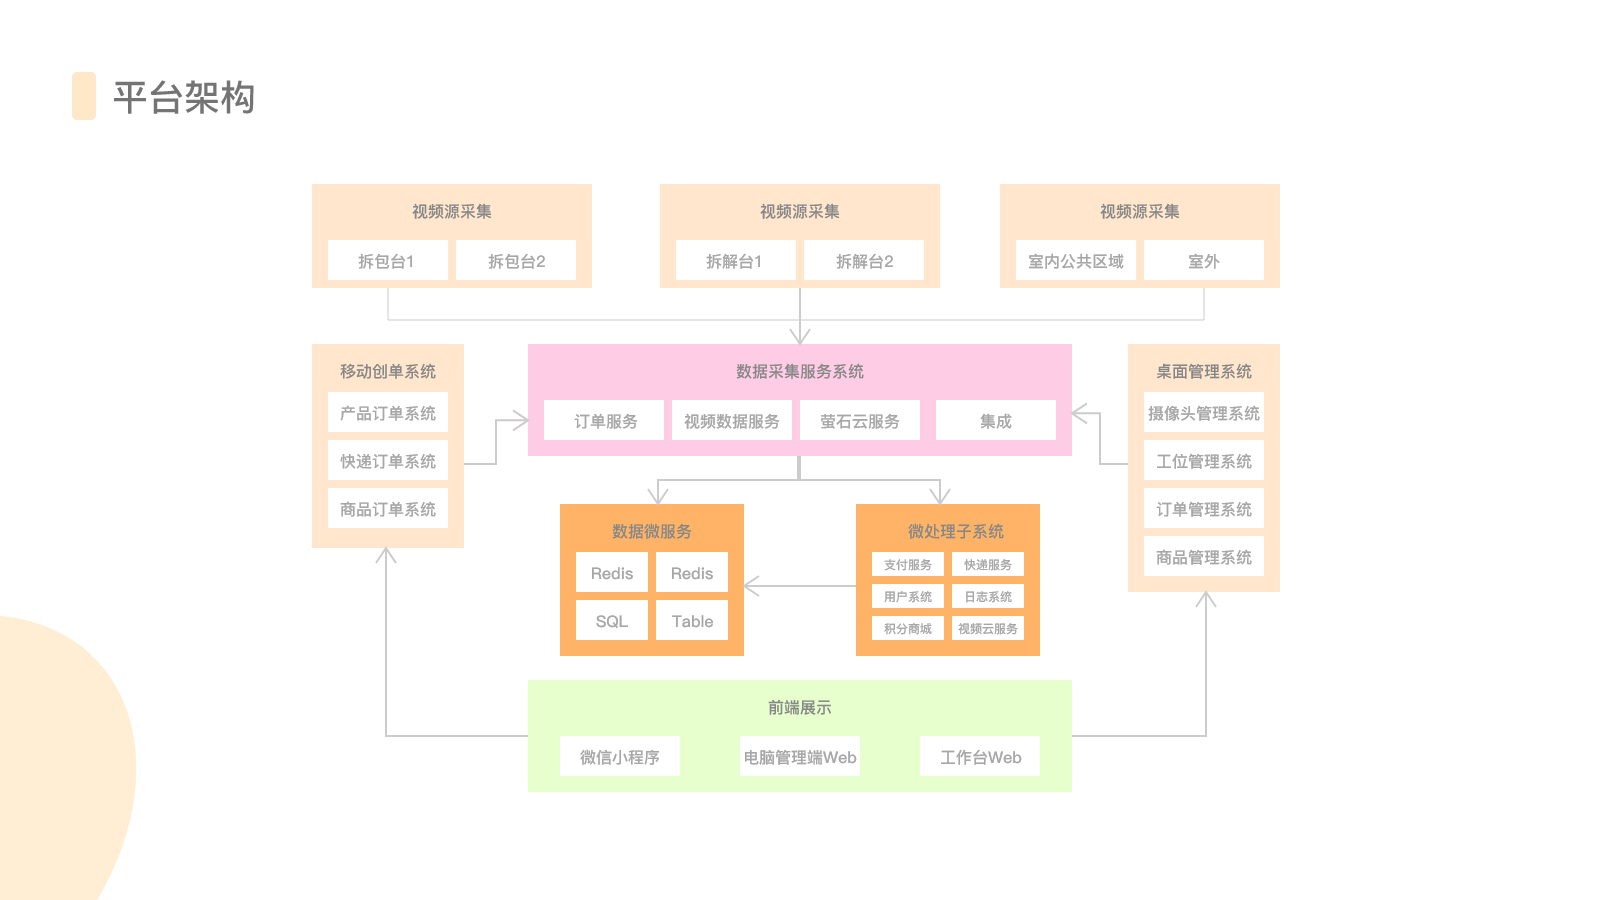 平台架构
视频源采集
拆包台1
拆包台2
视频源采集
拆解台1
拆解台2
视频源采集
室内公共区域
室外
移动创单系统
产品订单系统
快递订单系统
商品订单系统
数据采集服务系统
订单服务
视频数据服务
萤石云服务
集成
桌面管理系统
摄像头管理系统
工位管理系统
订单管理系统
商品管理系统
数据微服务
Redis
Redis
SQL
Table
微处理子系统
支付服务
快递服务
用户系统
日志系统
积分商城
视频云服务
前端展示
微信小程序
电脑管理端Web
工作台Web